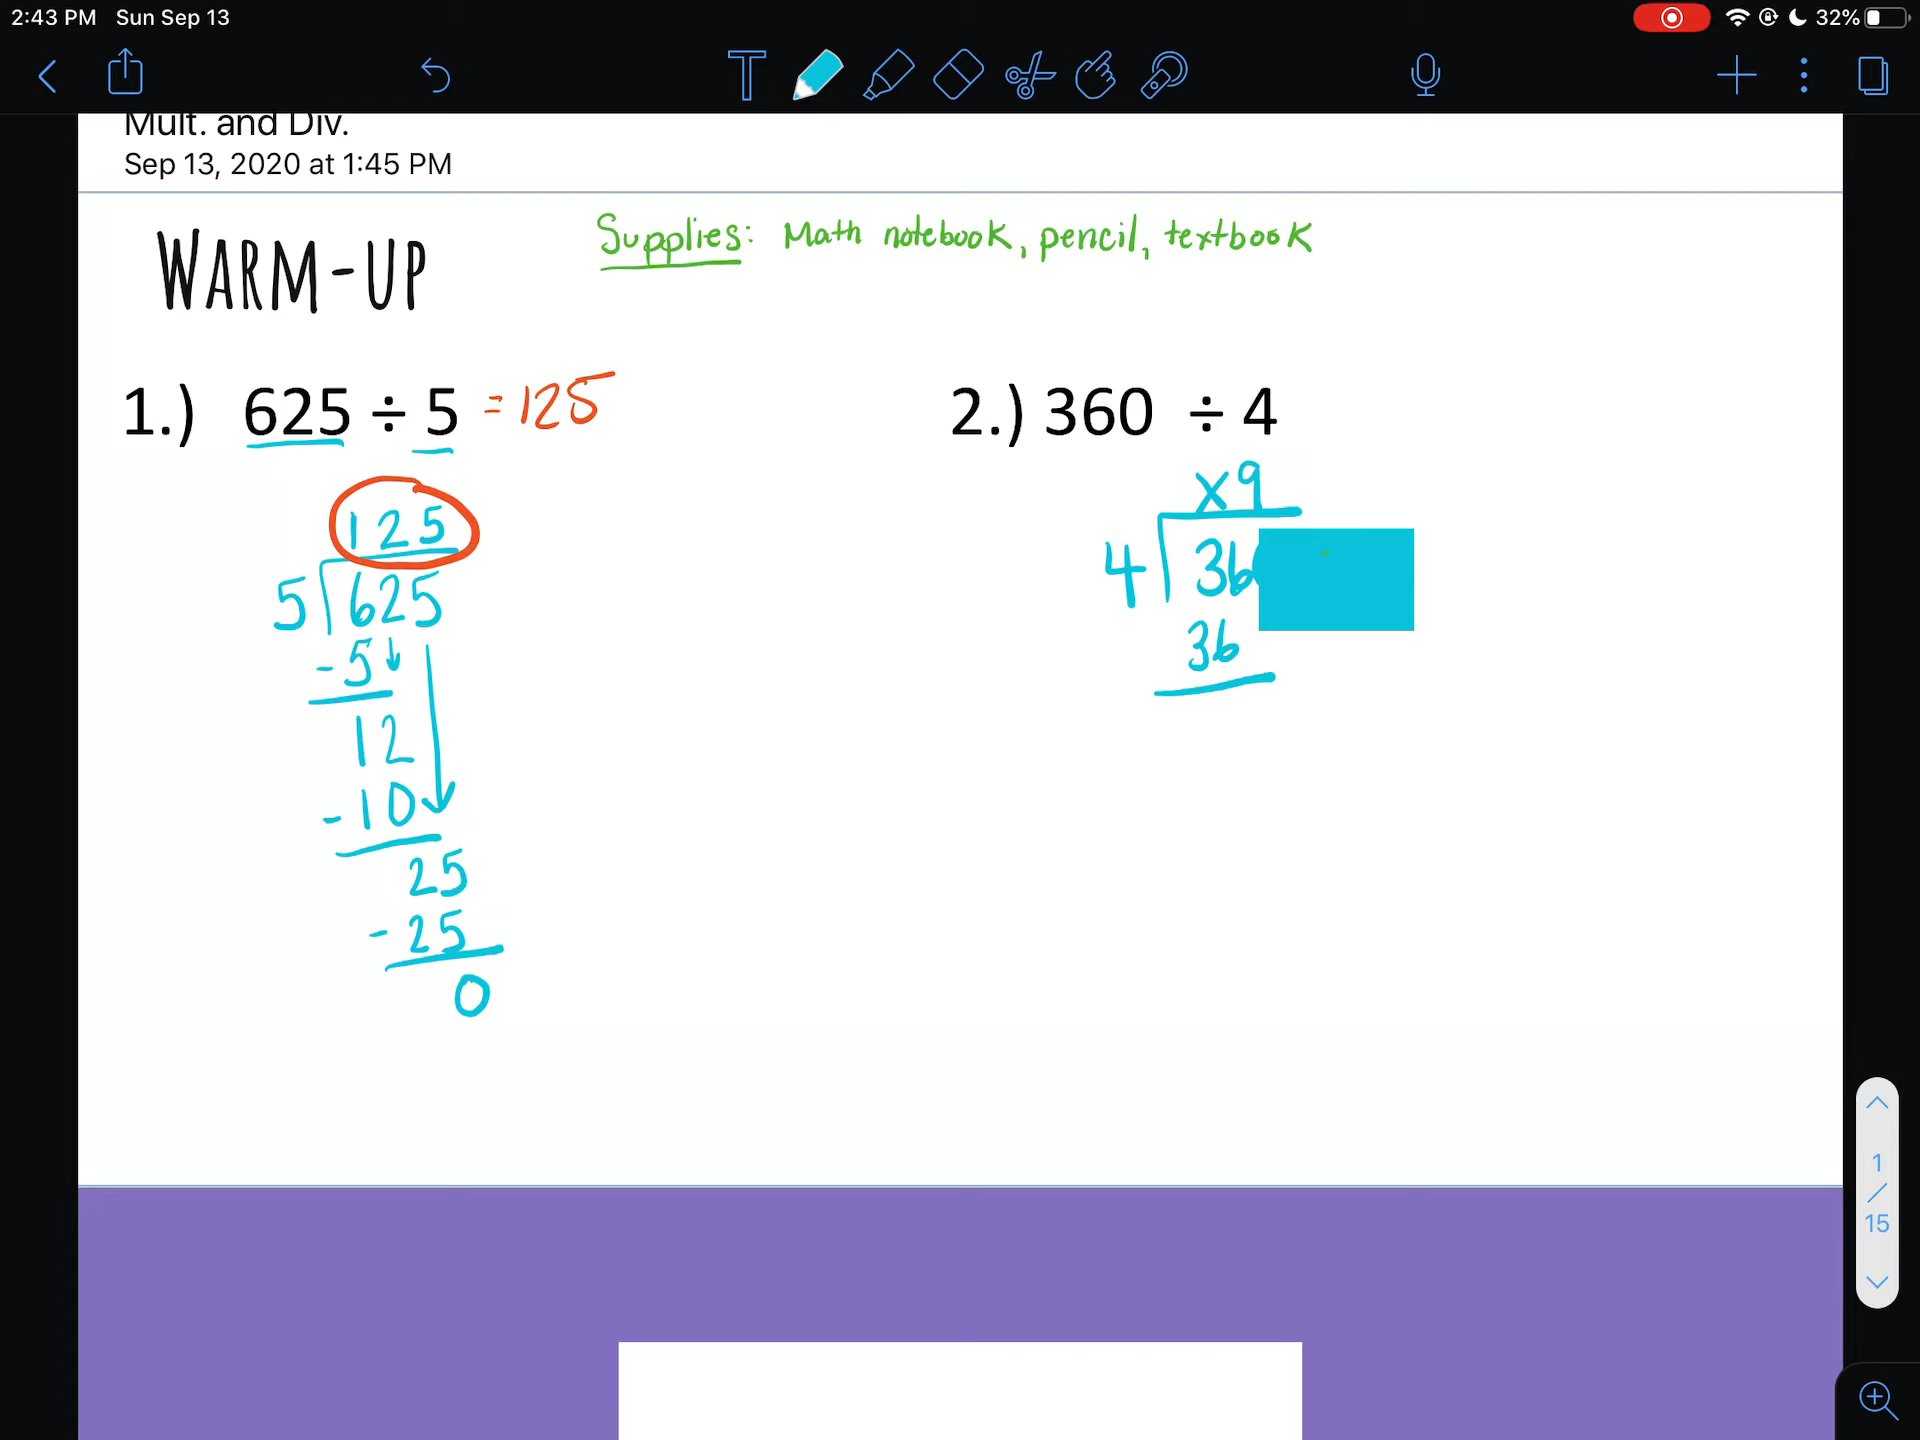 2:43 PM Sun Sep 13
32%
T
Mult. and Div.
Sep 13, 2020 at 1:45 PM
WARM-UP
Supplies: Math notebook, pencil, textbook
1.) 625 ÷ 5 = 125
125
5 625
-5
12
-10
25
-25
0
2.) 360 ÷ 4
x9
4 36
36
1
/
15